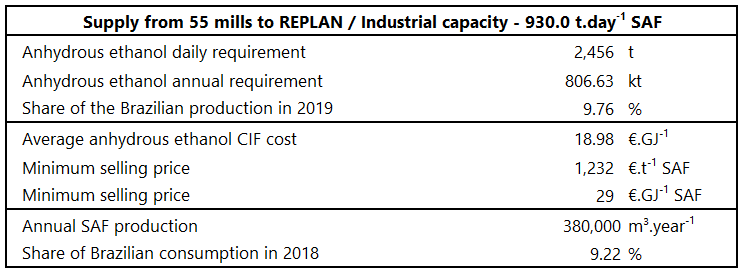 Supply from 55 mills to REPLAN / Industrial capacity - 930.0 t.day⁻¹ SAF
Anhydrous ethanol daily requirement 2,456 t
Anhydrous ethanol annual requirement 806.63 kt
Share of the Brazilian production in 2019 9.76 %
Average anhydrous ethanol CIF cost 18.98 €.GJ⁻¹
Minimum selling price 1,232 €.t⁻¹ SAF
Minimum selling price 29 €.GJ⁻¹ SAF
Annual SAF production 380,000 m³.year⁻¹
Share of Brazilian consumption in 2018 9.22 %